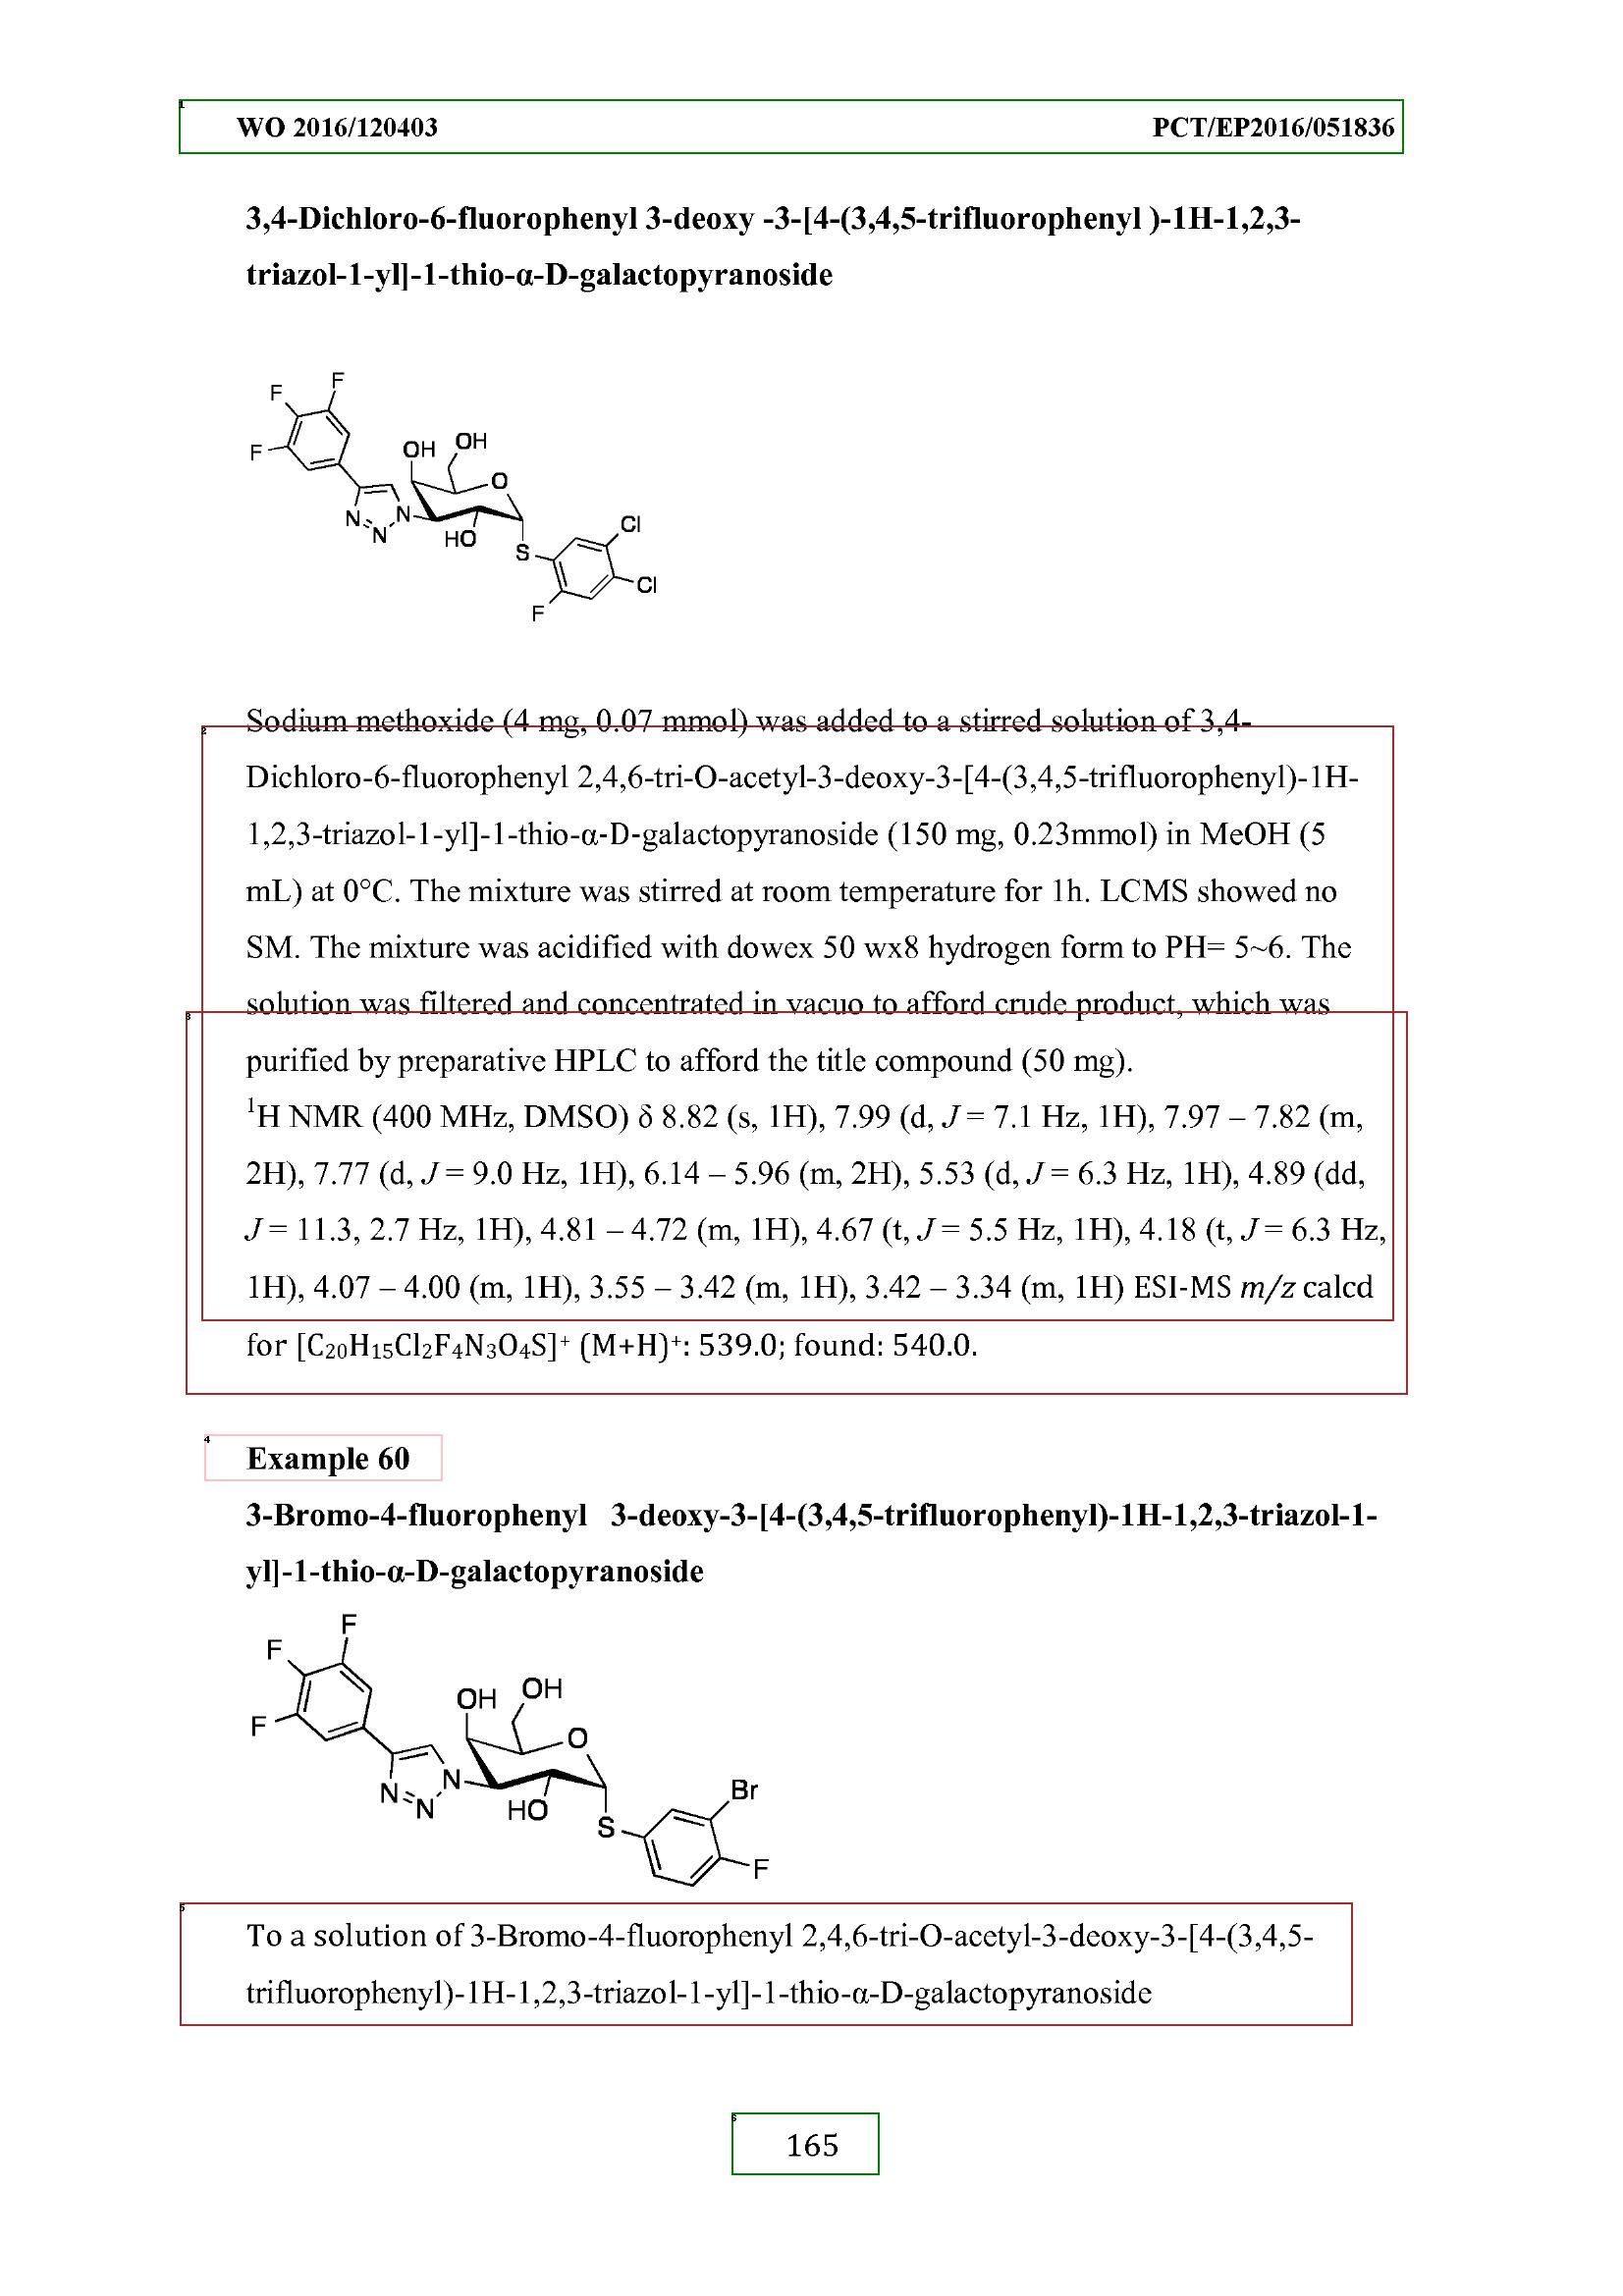 WO 2016/120403 PCT/EP2016/051836
3,4-Dichloro-6-fluorophenyl 3-deoxy -3-[4-(3,4,5-trifluorophenyl )-1H-1,2,3-
triazol-1-yl]-1-thio-α-D-galactopyranoside
F
F
F
OH
OH
O
N
N
N
HO
S
Cl
Cl
F
2
Sodium methoxide (4 mg, 0.07 mmol) was added to a stirred solution of 3,4-
Dichloro-6-fluorophenyl 2,4,6-tri-O-acetyl-3-deoxy-3-[4-(3,4,5-trifluorophenyl)-1H-
1,2,3-triazol-1-yl]-1-thio-α-D-galactopyranoside (150 mg, 0.23mmol) in MeOH (5
mL) at 0°C. The mixture was stirred at room temperature for 1h. LCMS showed no
SM. The mixture was acidified with dowex 50 wx8 hydrogen form to PH= 5~6. The
solution was filtered and concentrated in vacuo to afford crude product, which was
3
purified by preparative HPLC to afford the title compound (50 mg).
¹H NMR (400 MHz, DMSO) δ 8.82 (s, 1H), 7.99 (d, J = 7.1 Hz, 1H), 7.97 – 7.82 (m,
2H), 7.77 (d, J = 9.0 Hz, 1H), 6.14 – 5.96 (m, 2H), 5.53 (d, J = 6.3 Hz, 1H), 4.89 (dd,
J = 11.3, 2.7 Hz, 1H), 4.81 – 4.72 (m, 1H), 4.67 (t, J = 5.5 Hz, 1H), 4.18 (t, J = 6.3 Hz,
1H), 4.07 – 4.00 (m, 1H), 3.55 – 3.42 (m, 1H), 3.42 – 3.34 (m, 1H) ESI-MS m/z calcd
for [C₂₀H₁₅Cl₂F₄N₃O₄S]⁺ (M+H)⁺: 539.0; found: 540.0.
4
Example 60
3-Bromo-4-fluorophenyl 3-deoxy-3-[4-(3,4,5-trifluorophenyl)-1H-1,2,3-triazol-1-
yl]-1-thio-α-D-galactopyranoside
F
F
F
OH
OH
O
N
N
N
HO
S
Br
F
5
To a solution of 3-Bromo-4-fluorophenyl 2,4,6-tri-O-acetyl-3-deoxy-3-[4-(3,4,5-
trifluorophenyl)-1H-1,2,3-triazol-1-yl]-1-thio-α-D-galactopyranoside
6
165